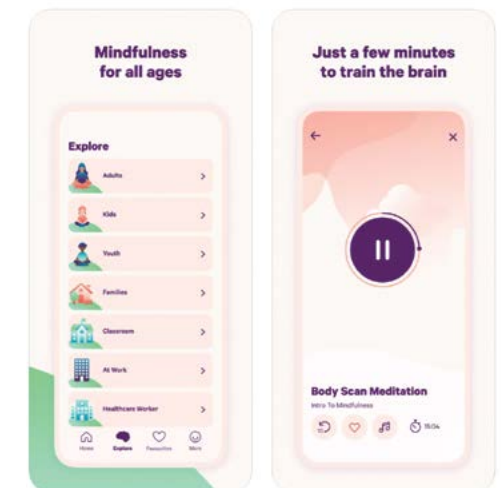 Mindfulness
for all ages
Explore
Adults
Kids
Youth
Families
Classroom
At Work
Healthcare Worker
Home
Explore
Favourites
More
Just a few minutes
to train the brain
Body Scan Meditation
Intro To Mindfulness
15:04